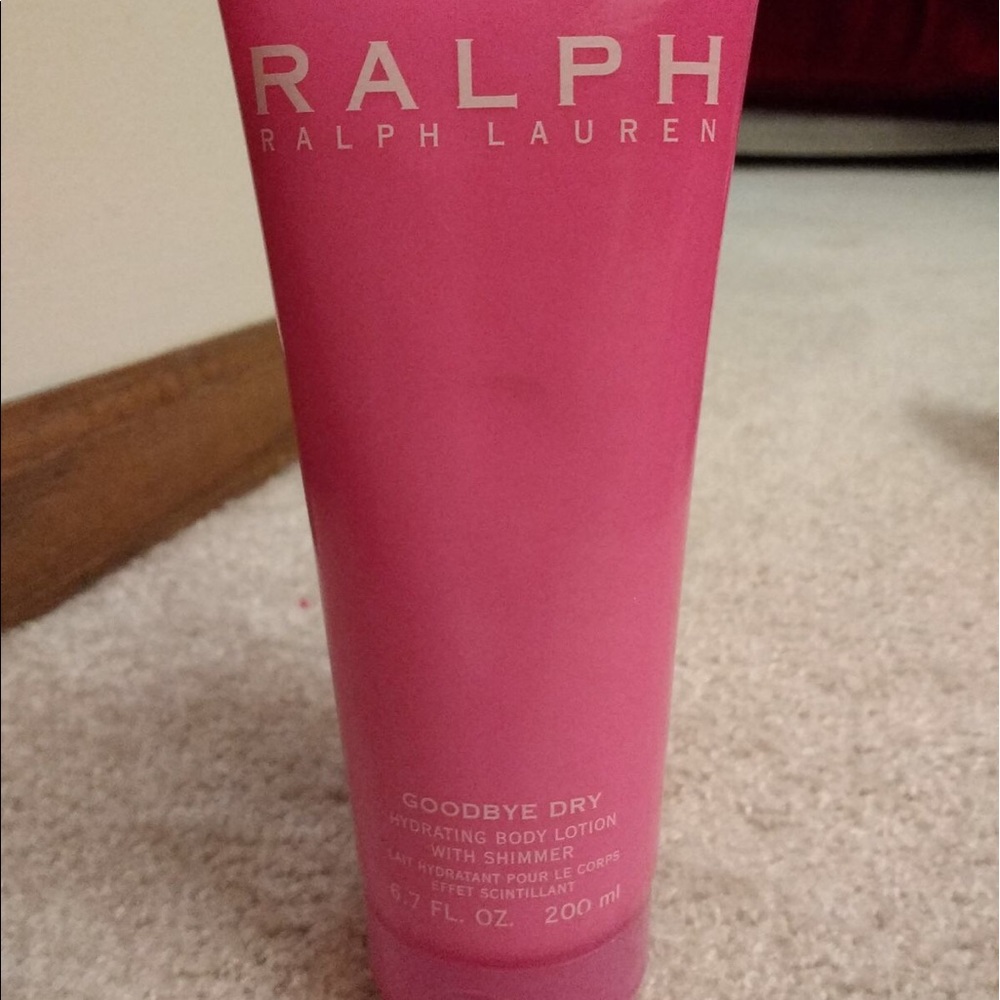 RALPH
RALPH LAUREN
GOODBYE DRY
HYDRATING BODY LOTION
WITH SHIMMER
LAIT HYDRATANT POUR LE CORPS
EFFET SCINTILLANT
6.7 FL. OZ. 200 ml